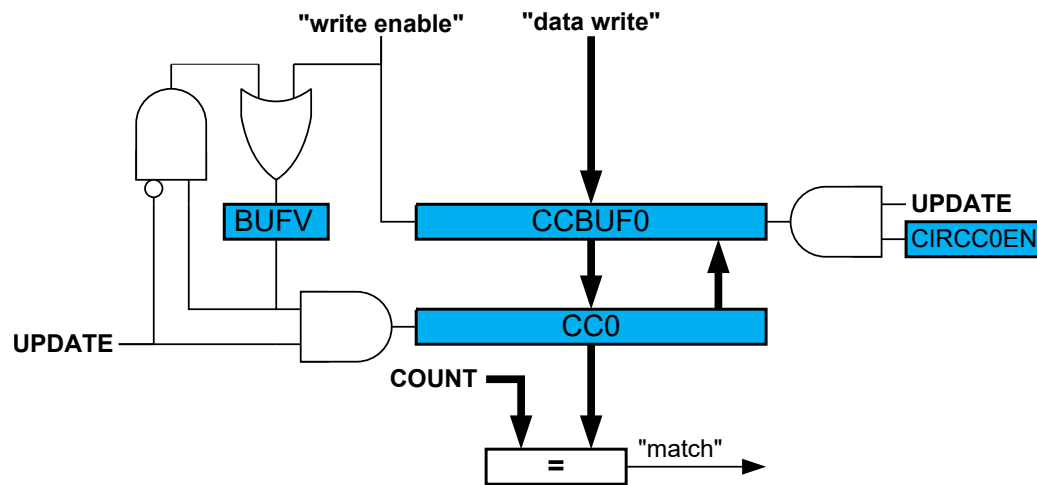 "write enable"
"data write"
BUFV
CCBUF0
UPDATE
CIRCC0EN
UPDATE
CC0
COUNT
=
"match"